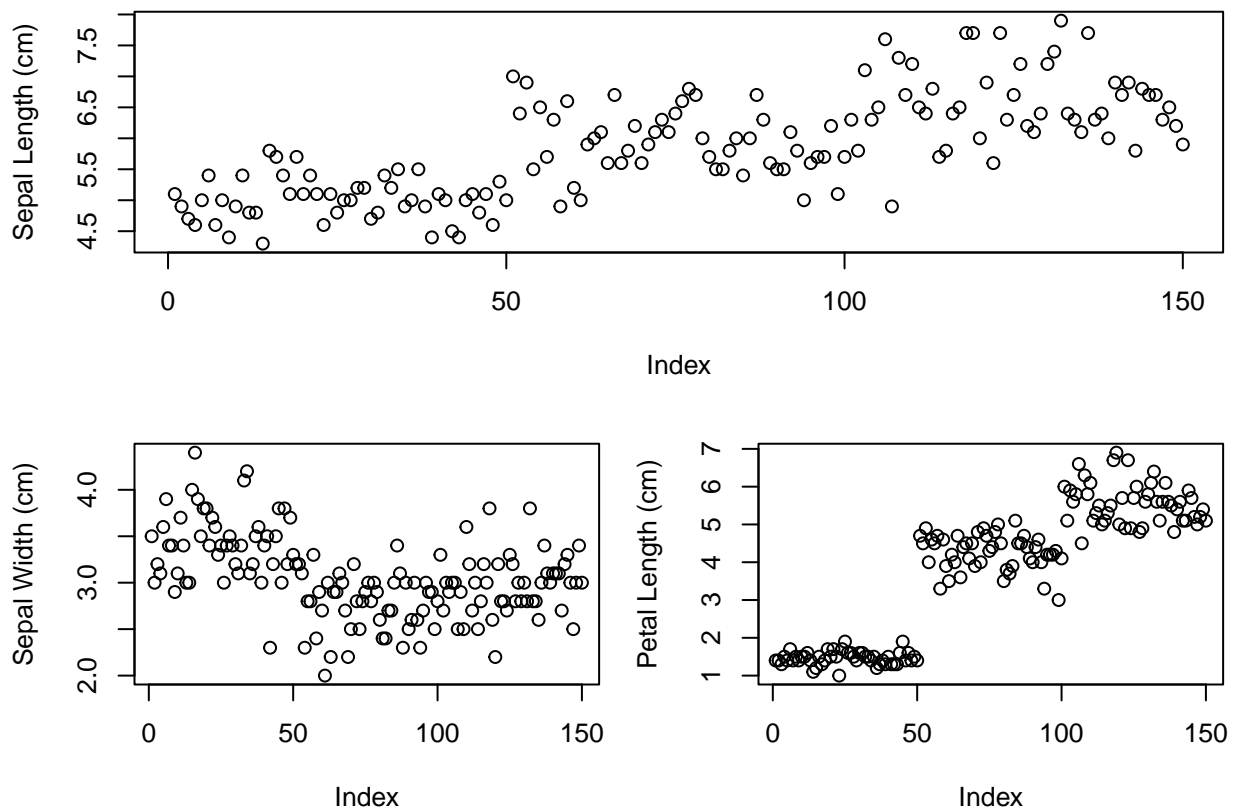 Sepal Length (cm)
4.5 5.5 6.5 7.5
0 50 100 150
Index
Sepal Width (cm)
2.0 3.0 4.0
0 50 100 150
Index
Petal Length (cm)
1 2 3 4 5 6 7
0 50 100 150
Index